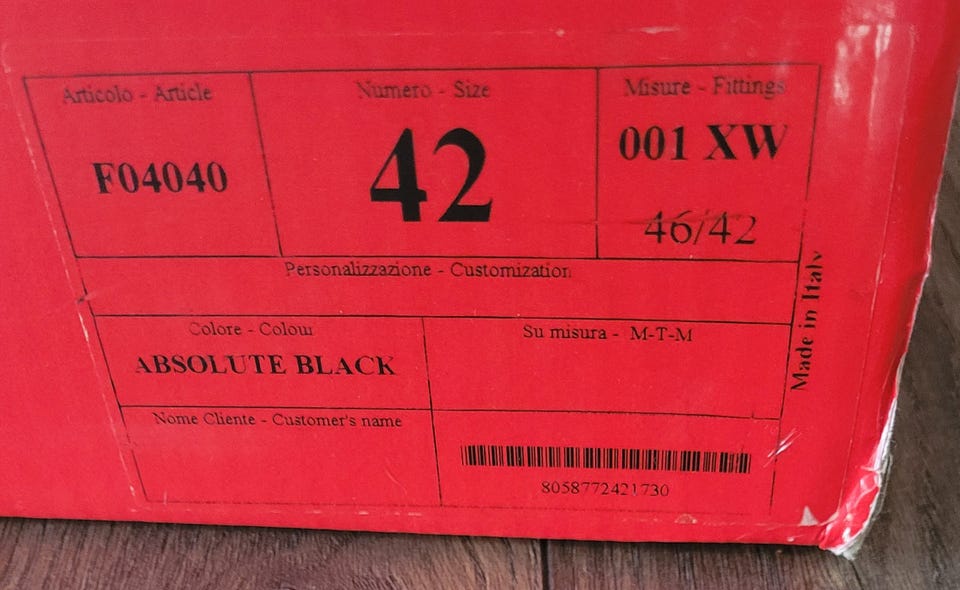 Articolo - Article
F04040
Numero - Size
42
Misure - Fittings
001 XW
46/42
Personalizzazione - Customization
Colore - Colour
ABSOLUTE BLACK
Su misura - M-T-M
Nome Cliente - Customer's name
8058772421730
Made in Italy